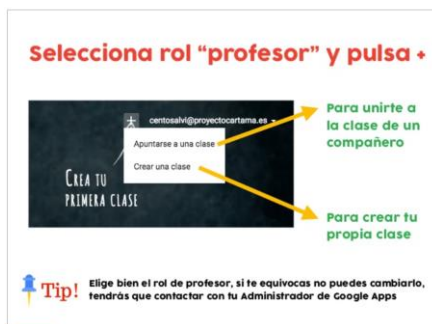 Selecciona rol “profesor” y pulsa +
centosalvi@proyectocartama.es
Apuntarse a una clase
Crear una clase
CREA TU
PRIMERA CLASE
Para unirte a
la clase de un
compañero
Para crear tu
propia clase
Tip!
Elige bien el rol de profesor, si te equivocas no puedes cambiarlo,
tendrás que contactar con tu Administrador de Google Apps